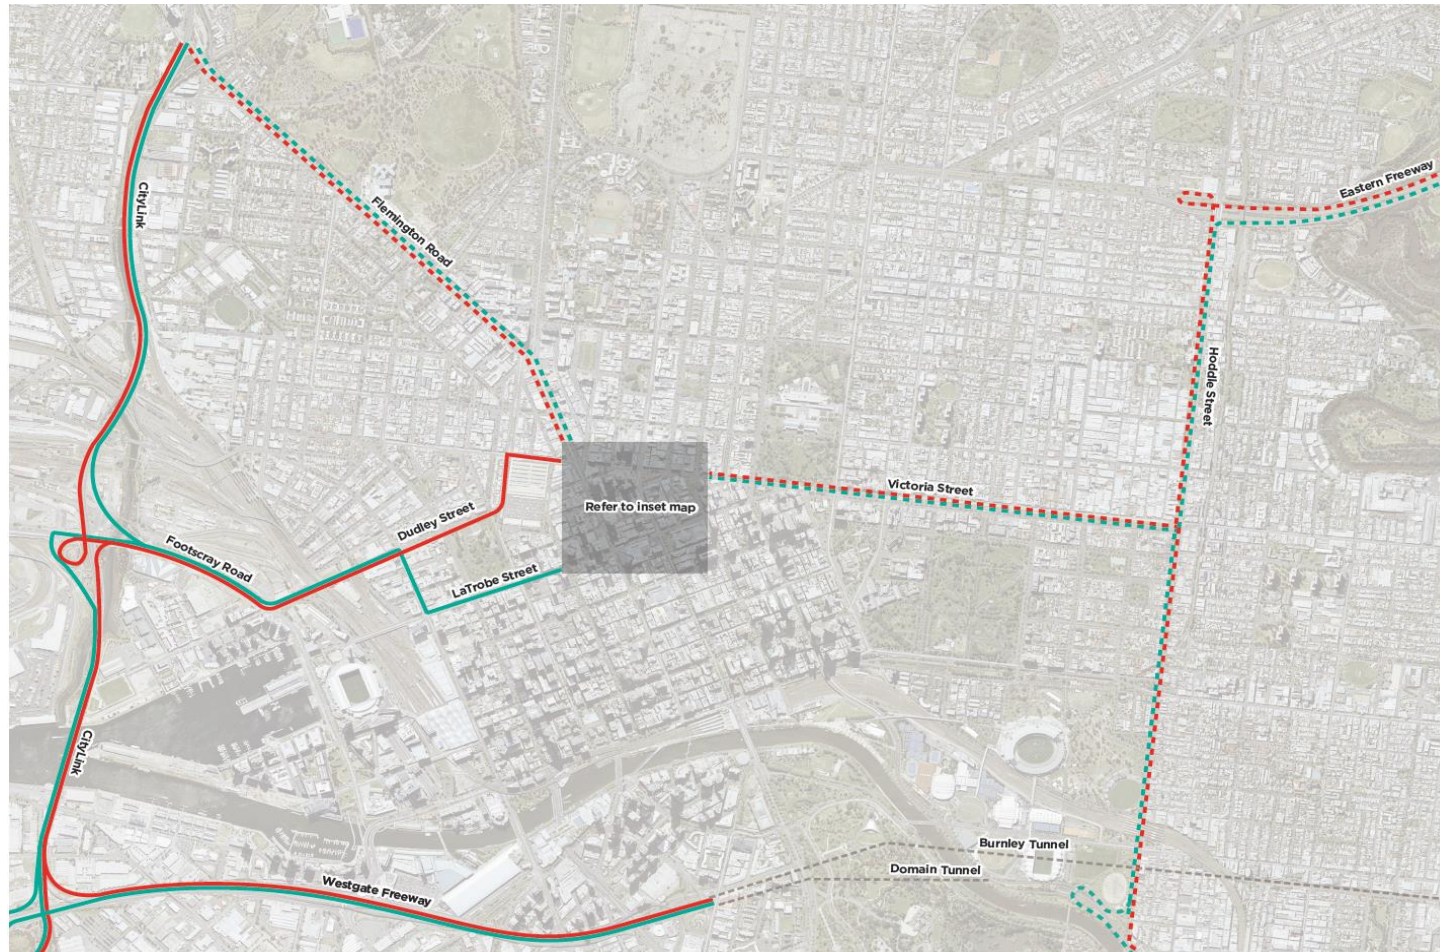 Eastern Freeway
CityLink
Flemington Road
Hoddle Street
Victoria Street
Refer to inset map
Dudley Street
Footscray Road
LaTrobe Street
CityLink
Burnley Tunnel
Domain Tunnel
Westgate Freeway